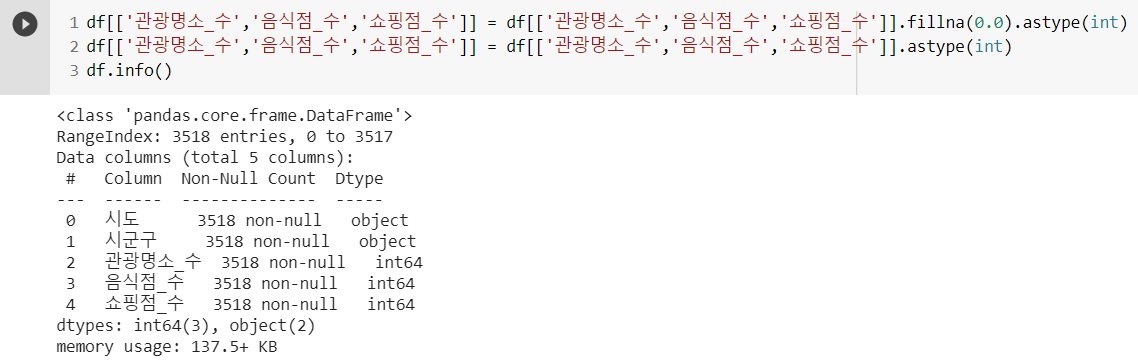 1 df[['관광명소_수','음식점_수','쇼핑점_수']] = df[['관광명소_수','음식점_수','쇼핑점_수']].fillna(0.0).astype(int)
2 df[['관광명소_수','음식점_수','쇼핑점_수']] = df[['관광명소_수','음식점_수','쇼핑점_수']].astype(int)
3 df.info()
<class 'pandas.core.frame.DataFrame'>
RangeIndex: 3518 entries, 0 to 3517
Data columns (total 5 columns):
 #   Column  Non-Null Count  Dtype
---  ------  --------------  -----
 0   시도      3518 non-null   object
 1   시군구     3518 non-null   object
 2   관광명소_수  3518 non-null   int64
 3   음식점_수   3518 non-null   int64
 4   쇼핑점_수   3518 non-null   int64
dtypes: int64(3), object(2)
memory usage: 137.5+ KB